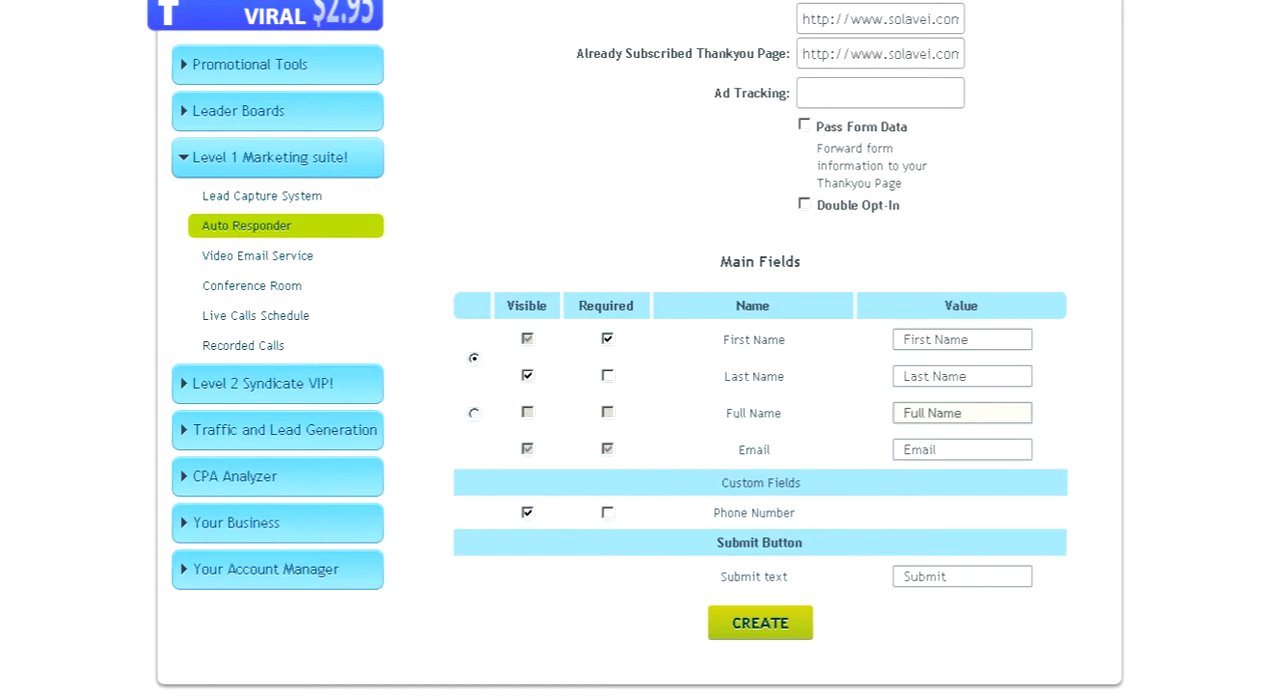 VIRAL $2.95
Promotional Tools
Leader Boards
Level 1 Marketing suite!
Lead Capture System
Auto Responder
Video Email Service
Conference Room
Live Calls Schedule
Recorded Calls
Level 2 Syndicate VIP!
Traffic and Lead Generation
CPA Analyzer
Your Business
Your Account Manager
http://www.solavei.com
Already Subscribed Thankyou Page: http://www.solavei.com
Ad Tracking:
Pass Form Data
Forward form
information to your
Thankyou Page
Double Opt-In
Main Fields
Visible Required Name Value
First Name First Name
Last Name Last Name
Full Name Full Name
Email Email
Custom Fields
Phone Number
Submit Button
Submit text Submit
CREATE